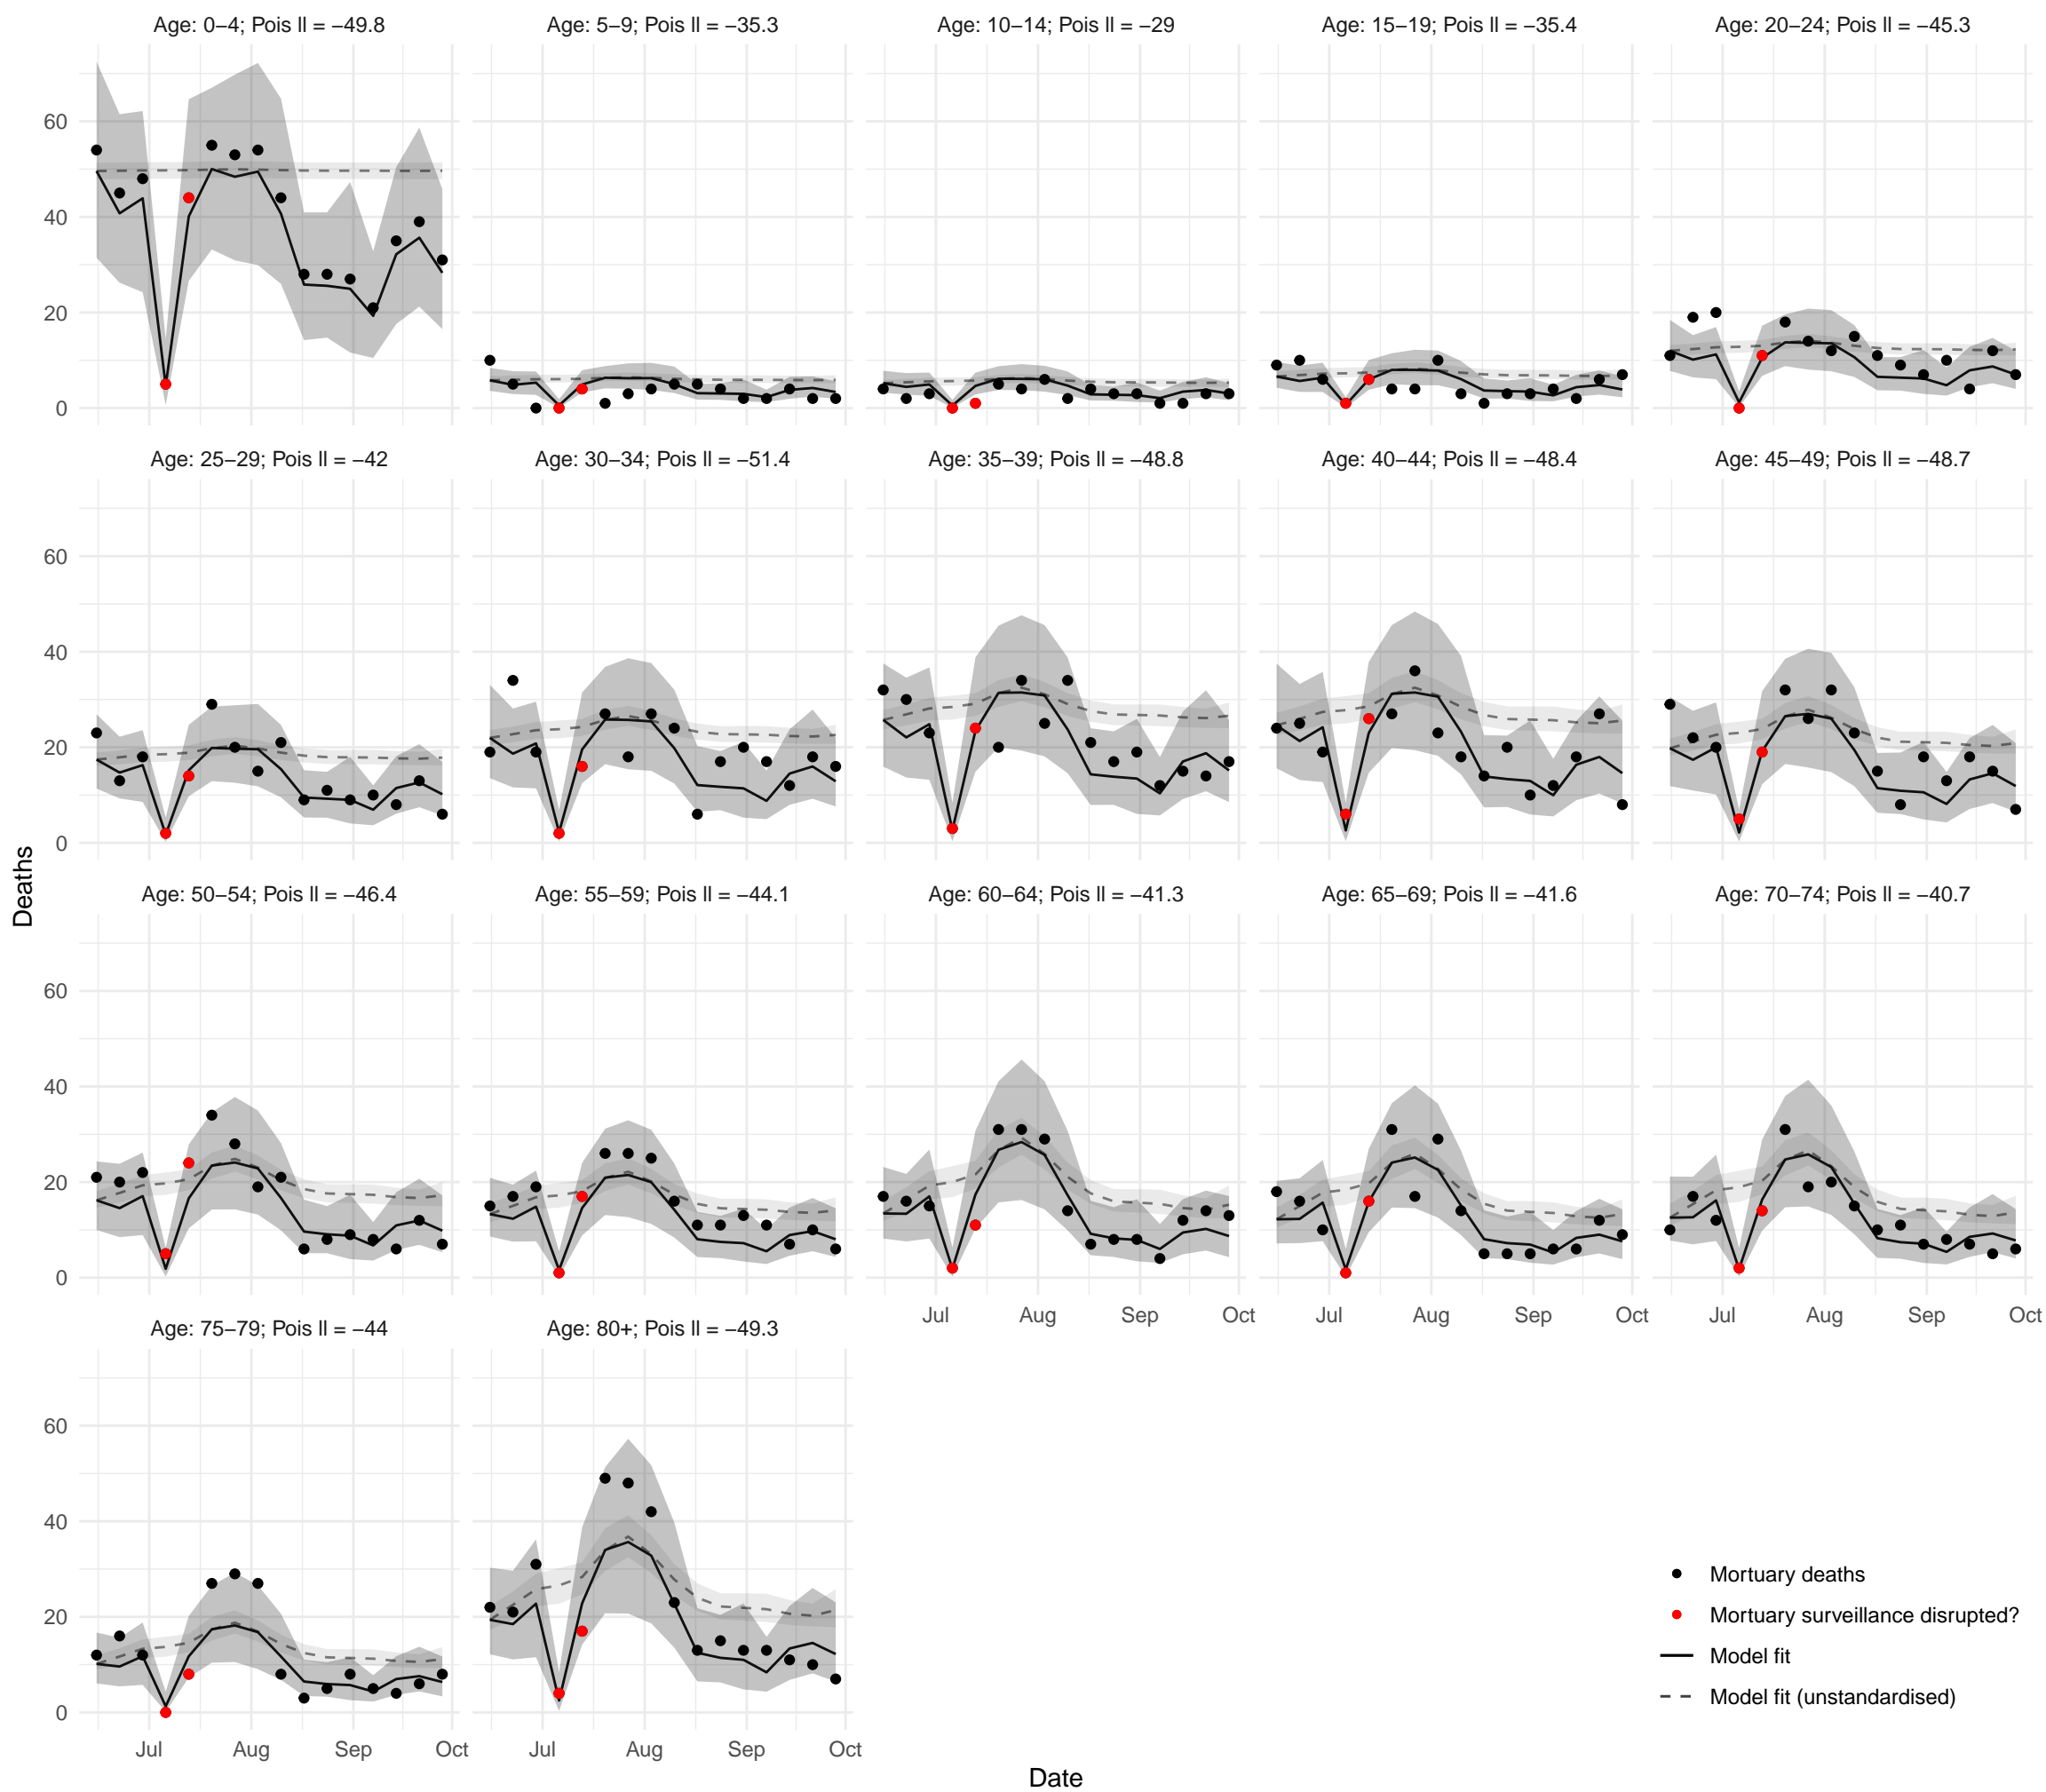 Age: 0−4; Pois ll = −49.8
Age: 5−9; Pois ll = −35.3
Age: 10−14; Pois ll = −29
Age: 15−19; Pois ll = −35.4
Age: 20−24; Pois ll = −45.3
60
40
20
0
Age: 25−29; Pois ll = −42
Age: 30−34; Pois ll = −51.4
Age: 35−39; Pois ll = −48.8
Age: 40−44; Pois ll = −48.4
Age: 45−49; Pois ll = −48.7
60
40
20
0
Deaths
Age: 50−54; Pois ll = −46.4
Age: 55−59; Pois ll = −44.1
Age: 60−64; Pois ll = −41.3
Age: 65−69; Pois ll = −41.6
Age: 70−74; Pois ll = −40.7
60
40
20
0
Jul Aug Sep Oct
Jul Aug Sep Oct
Jul Aug Sep Oct
Age: 75−79; Pois ll = −44
Age: 80+; Pois ll = −49.3
60
40
20
0
Jul Aug Sep Oct
Jul Aug Sep Oct
Mortuary deaths
Mortuary surveillance disrupted?
Model fit
Model fit (unstandardised)
Date